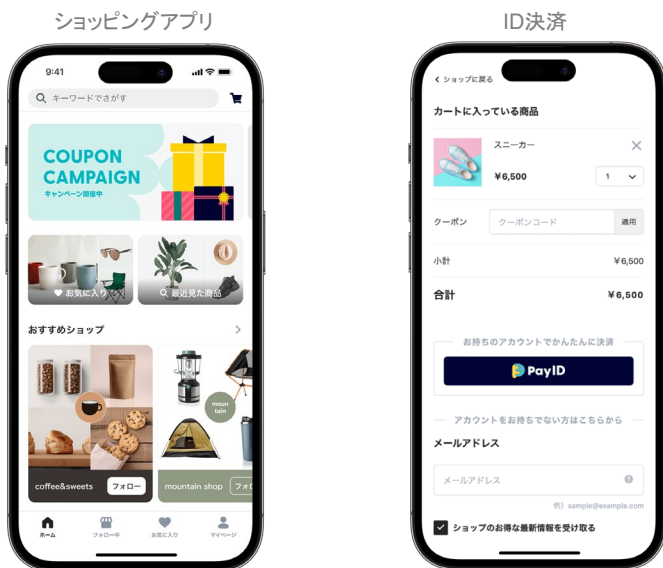 ショッピングアプリ
9:41
キーワードでさがす
COUPON
CAMPAIGN
キャンペーン開催中
お気に入り
最近見た商品
おすすめショップ
moun
tain
coffee&sweets
フォロー
mountain shop
フォロ
ホーム
フォロー中
お気に入り
マイページ
ID決済
ショップに戻る
カートに入っている商品
スニーカー
¥6,500
1
クーポン
クーポンコード
適用
小計
¥6,500
合計
¥6,500
お持ちのアカウントでかんたんに決済
PayID
アカウントをお持ちでない方はこちらから
メールアドレス
メールアドレス
例）sample@example.com
ショップのお得な最新情報を受け取る